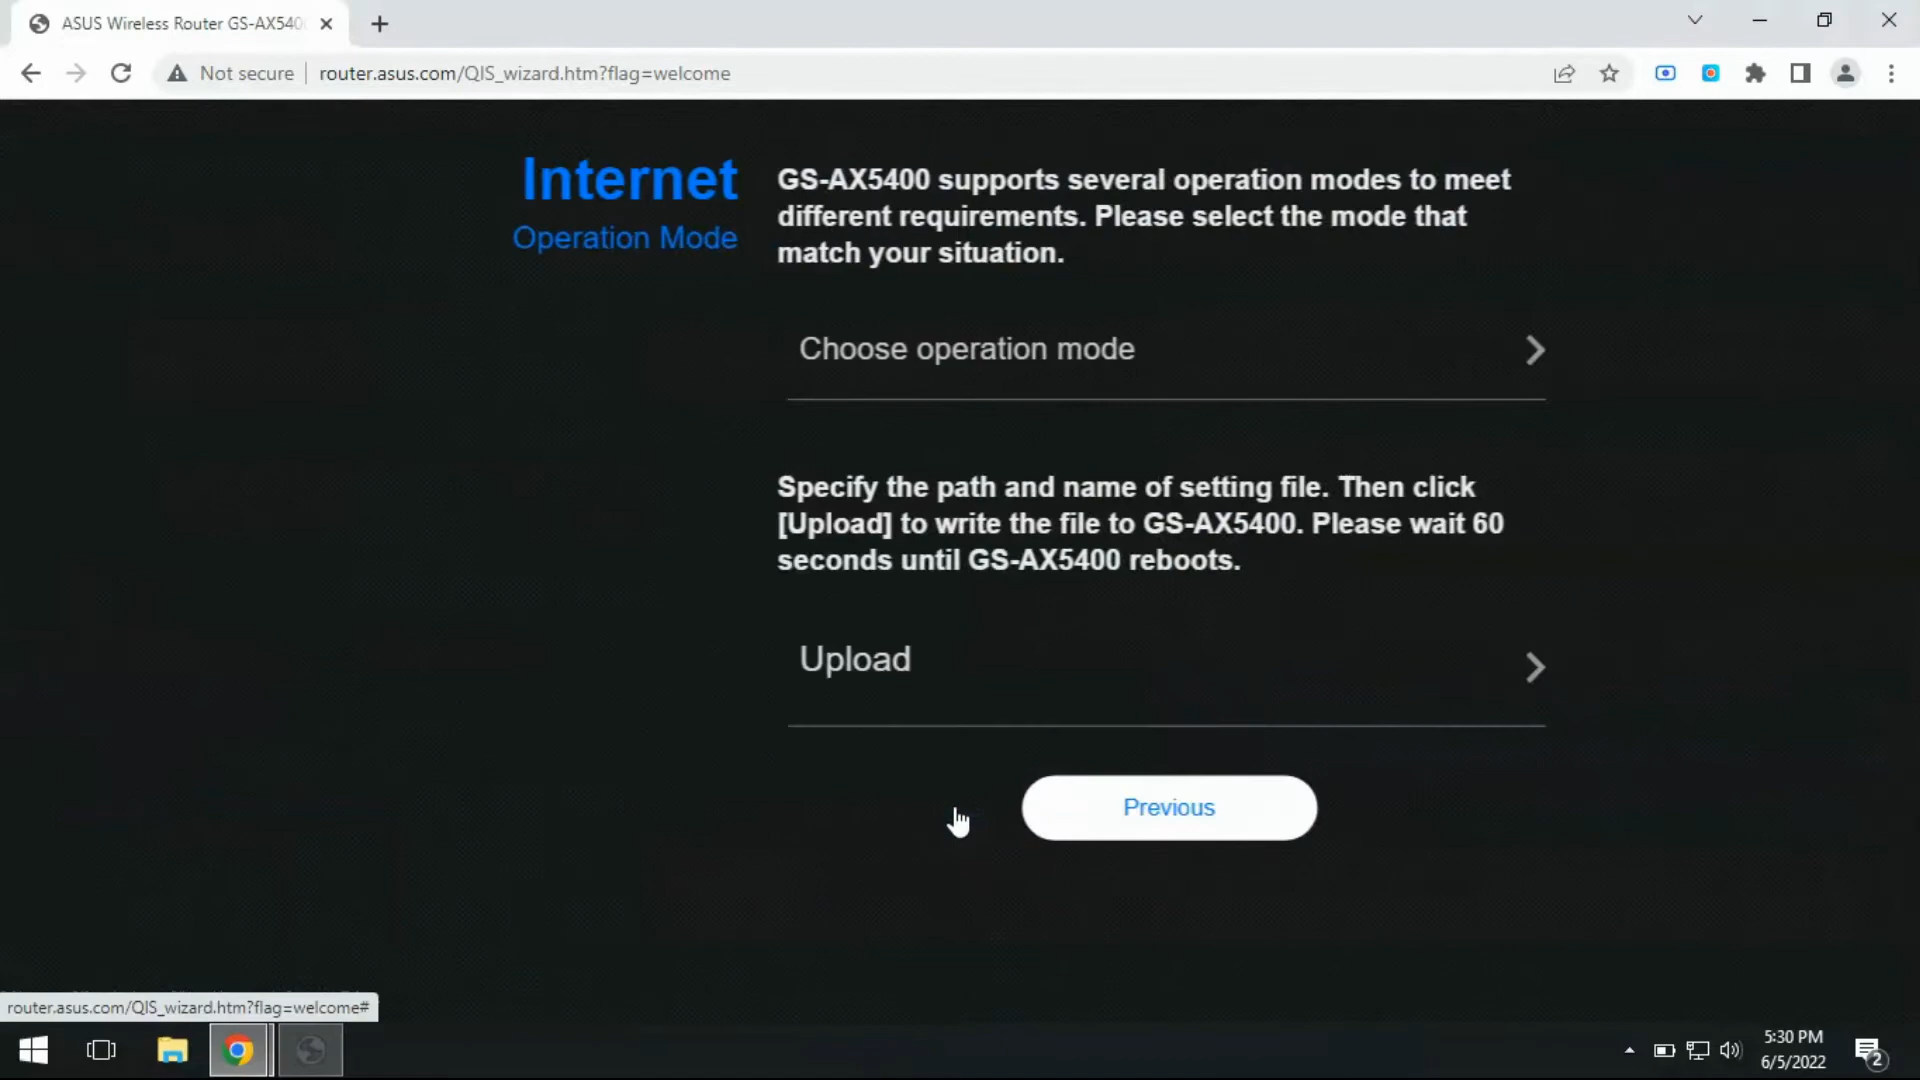 ASUS Wireless Router GS-AX540
Not secure
router.asus.com/QIS_wizard.htm?flag=welcome
Internet
Operation Mode
GS-AX5400 supports several operation modes to meet
different requirements. Please select the mode that
match your situation.
Choose operation mode
Specify the path and name of setting file. Then click
[Upload] to write the file to GS-AX5400. Please wait 60
seconds until GS-AX5400 reboots.
Upload
Previous
router.asus.com/QIS_wizard.htm?flag=welcome#
5:30 PM
6/5/2022
2